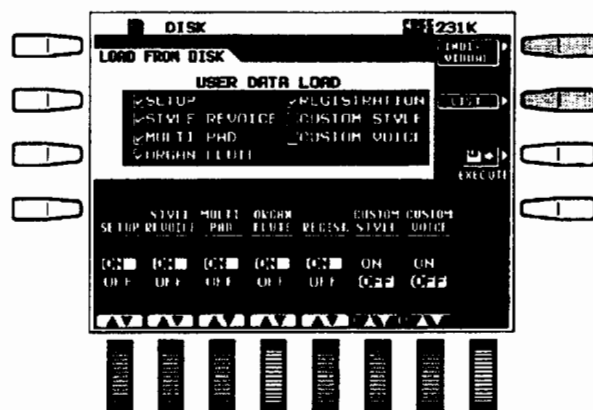 DISK FREE 231K
LOAD FROM DISK
INDI-
VIDUAL
USER DATA LOAD
SETUP REGISTRATION
LIST
STYLE REVOICE CUSTOM STYLE
MULTI PAD CUSTOM VOICE
ORGAN FLUTE
EXECUTE
STYLE MULTI ORGAN CUSTOM CUSTOM
SETUP REVOICE PAD FLUTE REGIST. STYLE VOICE
ON ON ON ON ON ON ON
OFF OFF OFF OFF OFF OFF OFF